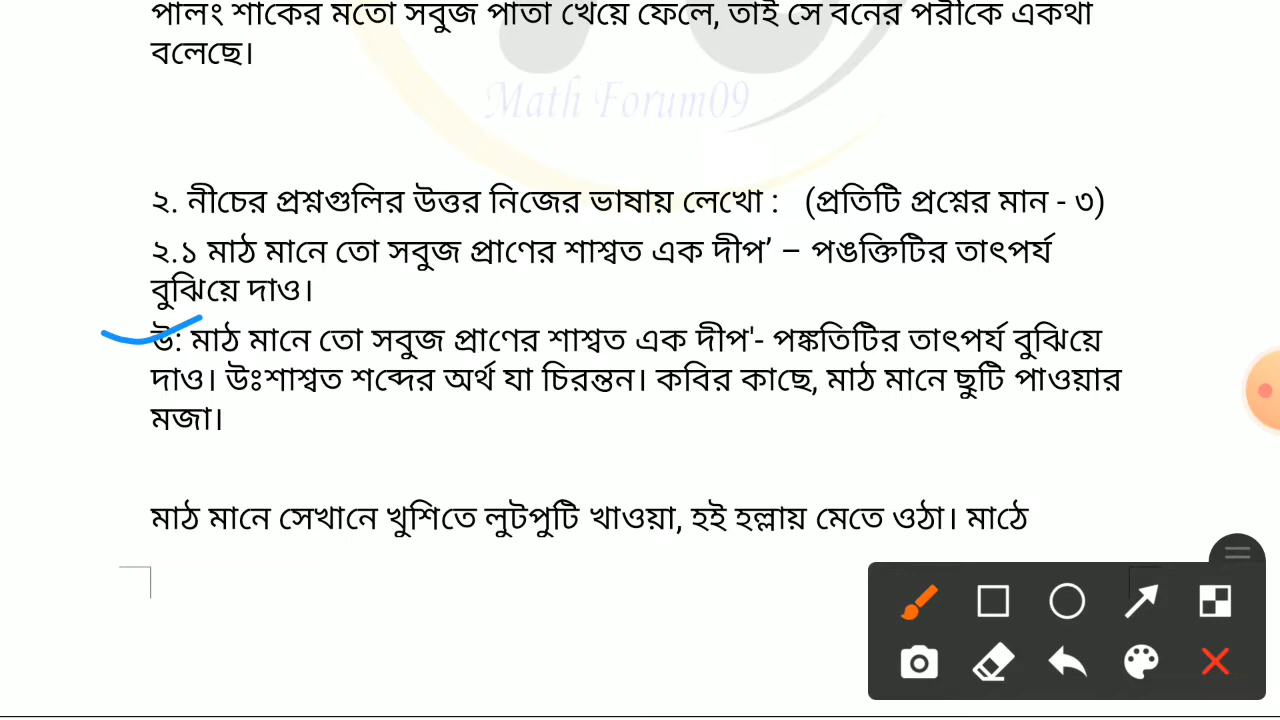 পালং শাকের মতো সবুজ পাতা খেয়ে ফেলে, তাই সে বনের পরীকে একথা
বলেছে।
Math Forum09
২. নীচের প্রশ্নগুলির উত্তর নিজের ভাষায় লেখো : (প্রতিটি প্রশ্নের মান - ৩)
২.১ মাঠ মানে তো সবুজ প্রাণের শাশ্বত এক দীপ’ – পঙক্তিটির তাৎপর্য
বুঝিয়ে দাও।
উ: মাঠ মানে তো সবুজ প্রাণের শাশ্বত এক দীপ'- পঙ্কতিটির তাৎপর্য বুঝিয়ে
দাও। উঃশাশ্বত শব্দের অর্থ যা চিরন্তন। কবির কাছে, মাঠ মানে ছুটি পাওয়ার
মজা।
মাঠ মানে সেখানে খুশিতে লুটপুটি খাওয়া, হই হল্লায় মেতে ওঠা। মাঠে